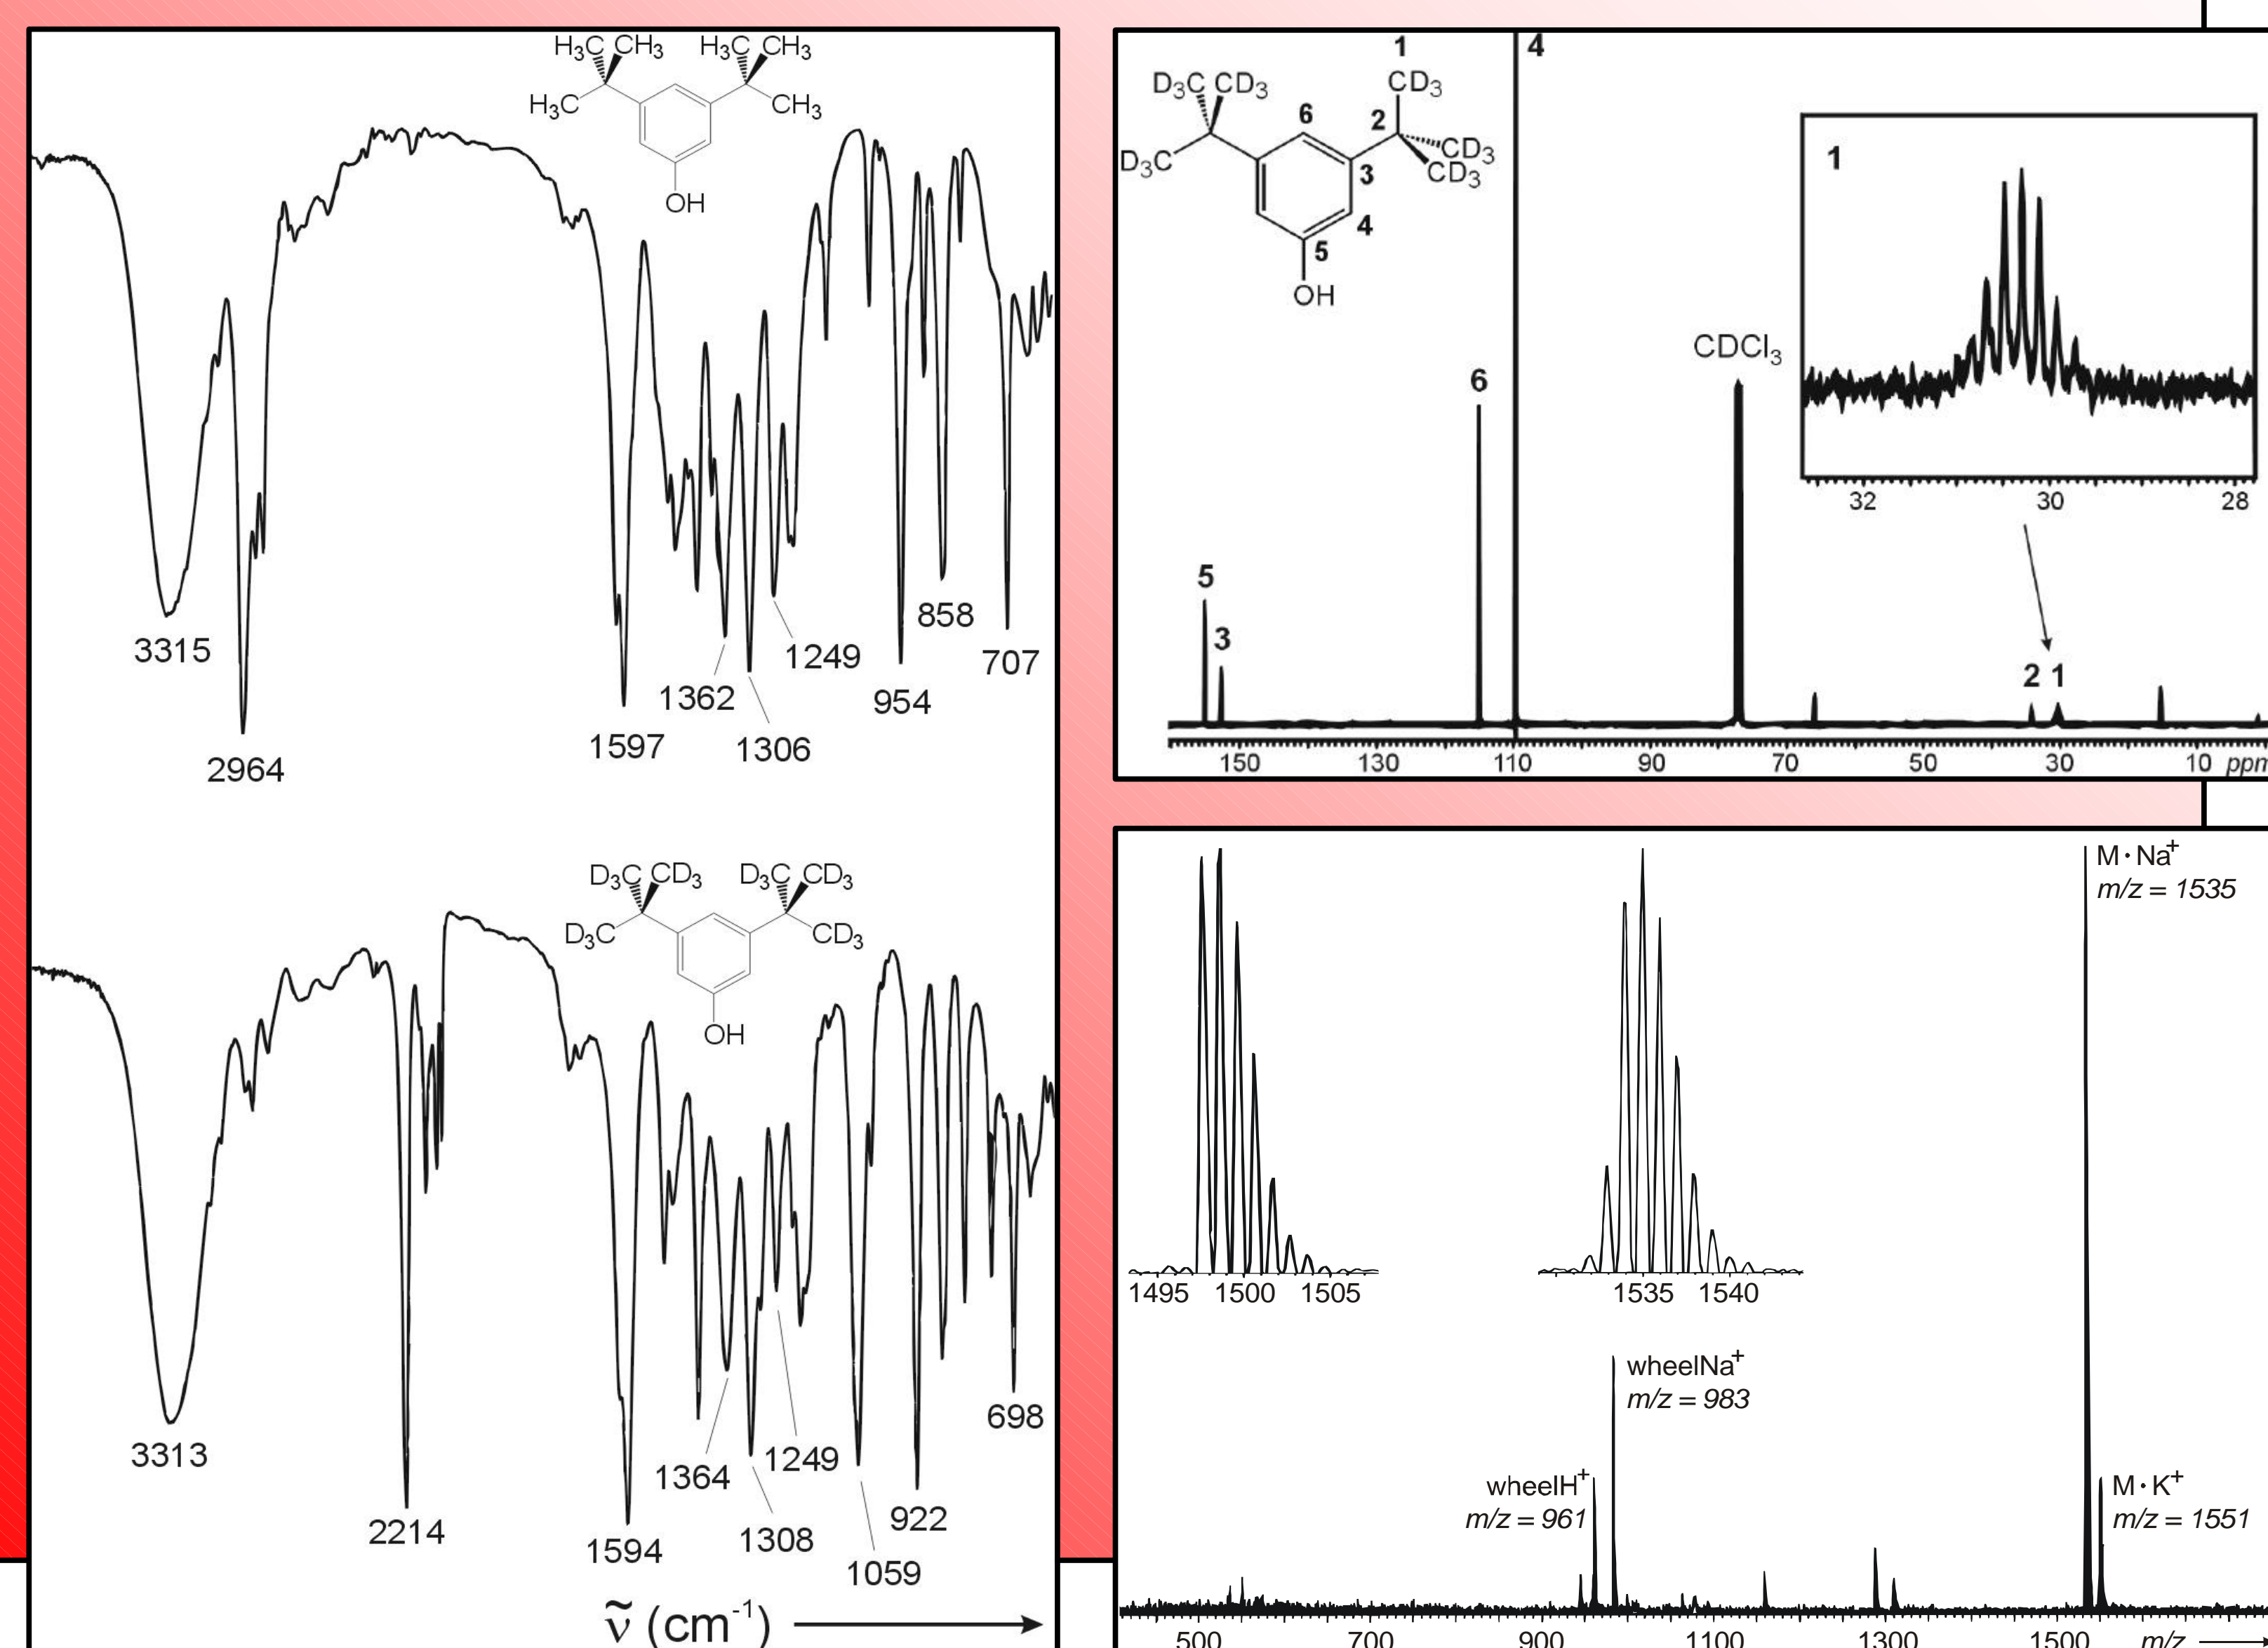 H₃C CH₃ H₃C CH₃
H₃C CH₃
OH
3315
2964
1597
1362
1306
1249
954
858
707
D₃C CD₃ D₃C CD₃
D₃C CD₃
OH
3313
2214
1594
1364
1308
1249
1059
922
698
ν̃ (cm⁻¹)
1
4
D₃C CD₃ CD₃
6
2
D₃C CD₃
CD₃
3
4
5
OH
CDCl₃
1
32 30 28
6
5
3
2 1
150 130 110 90 70 50 30 10 ppm
M·Na⁺
m/z = 1535
1495 1500 1505
1535 1540
wheelNa⁺
m/z = 983
wheelH⁺
m/z = 961
M·K⁺
m/z = 1551
500 700 900 1100 1300 1500 m/z